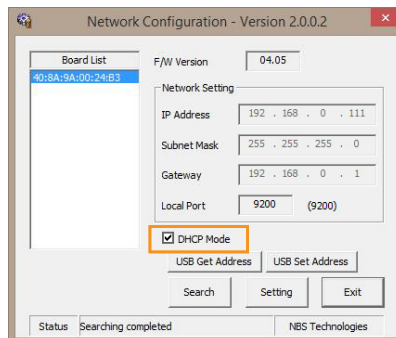 Network Configuration - Version 2.0.0.2
Board List
40:8A:9A:00:24:B3
F/W Version 04.05
Network Setting
IP Address 192 . 168 . 0 . 111
Subnet Mask 255 . 255 . 255 . 0
Gateway 192 . 168 . 0 . 1
Local Port 9200 (9200)
DHCP Mode
USB Get Address USB Set Address
Search Setting Exit
Status Searching completed NBS Technologies